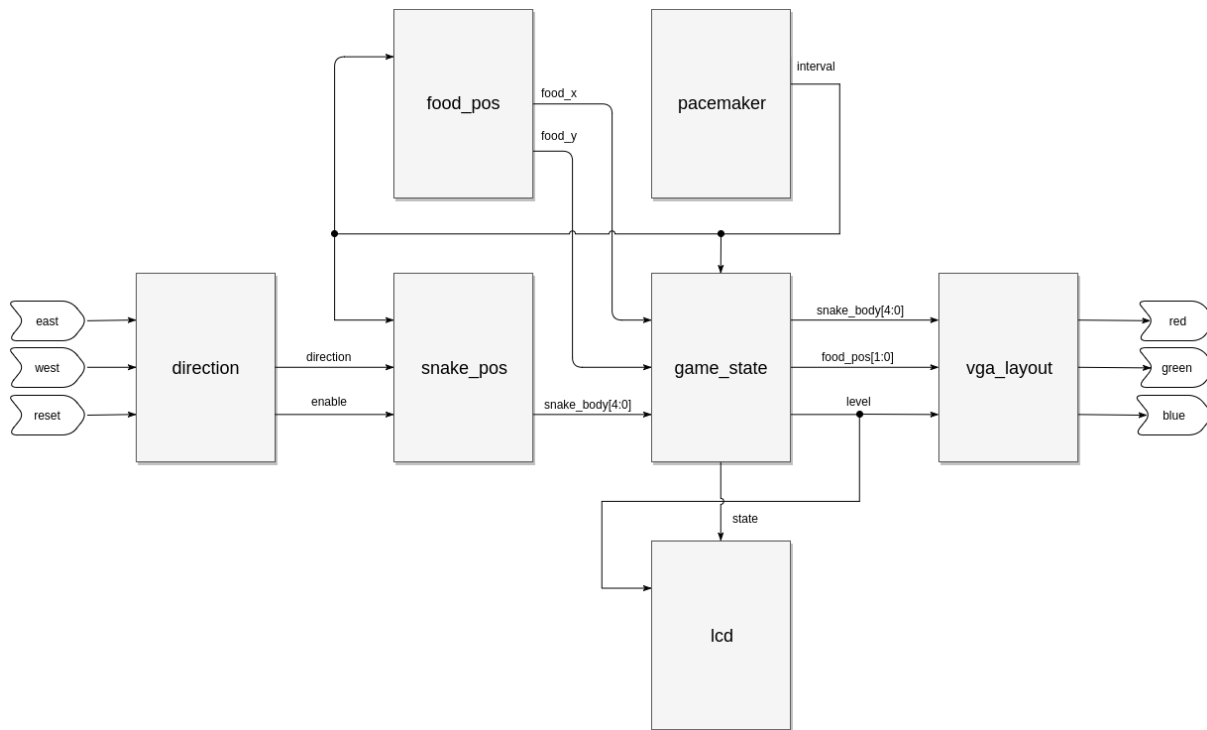 interval
food_x
food_pos
pacemaker
food_y
east
snake_body[4:0]
red
direction
food_pos[1:0]
west
direction
snake_pos
game_state
vga_layout
green
enable
snake_body[4:0]
level
reset
blue
state
lcd